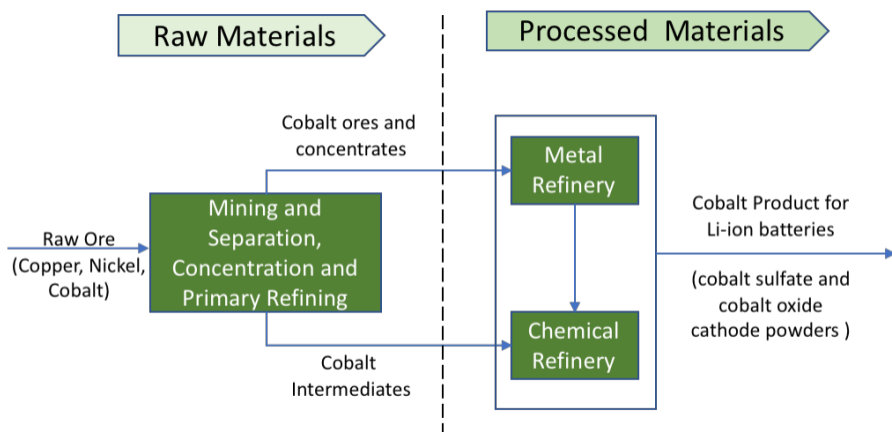 Raw Materials
Processed Materials
Cobalt ores and
concentrates
Metal
Refinery
Mining and
Separation,
Concentration and
Primary Refining
Raw Ore
(Copper, Nickel,
Cobalt)
Cobalt Product for
Li-ion batteries
(cobalt sulfate and
cobalt oxide
cathode powders )
Chemical
Refinery
Cobalt
Intermediates